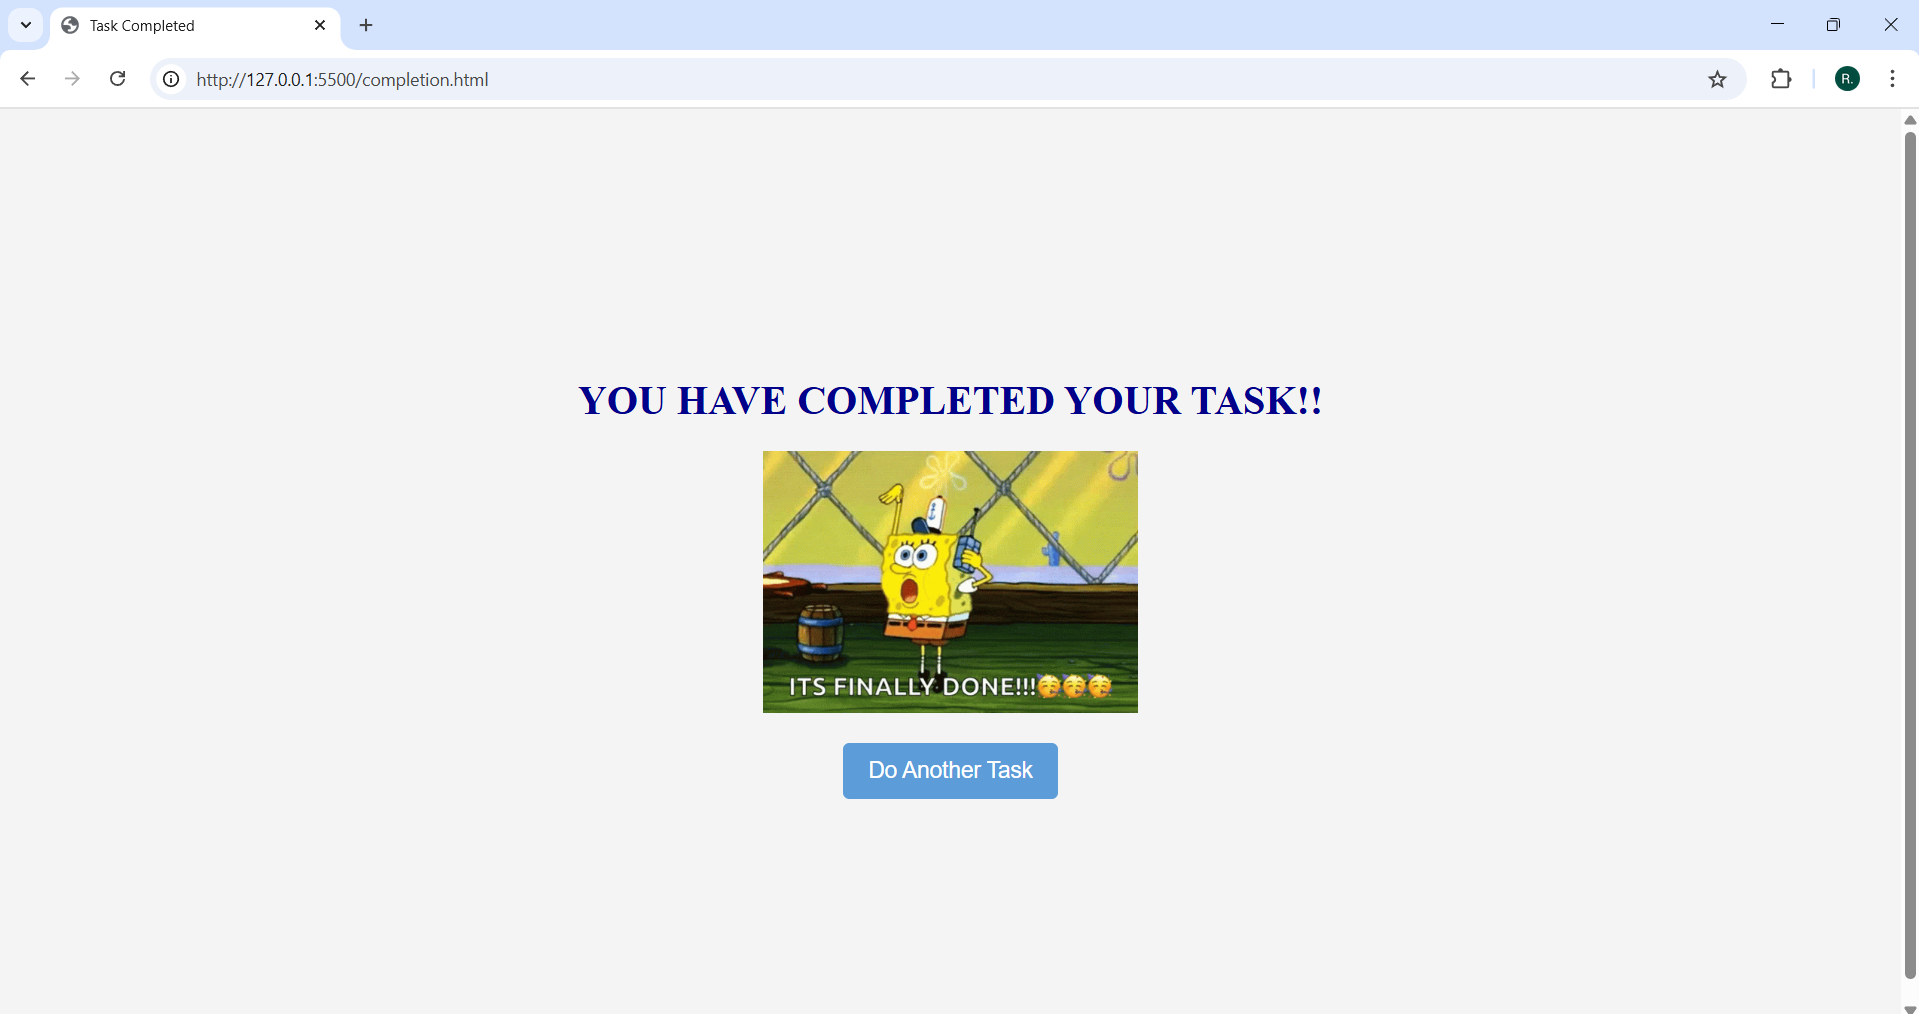 Task Completed
http://127.0.0.1:5500/completion.html
R.
YOU HAVE COMPLETED YOUR TASK!!
ITS FINALLY DONE!!!🥳🥳🥳
Do Another Task